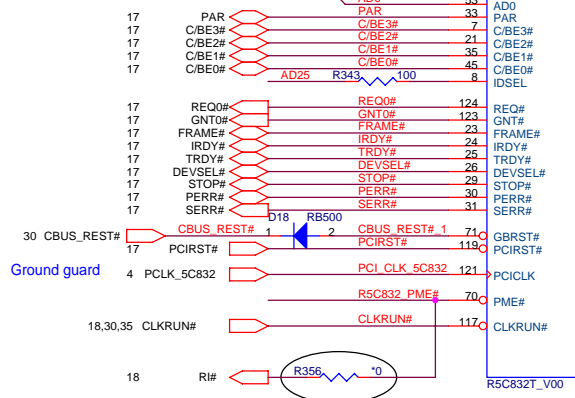 AD0 33 AD0
17 PAR PAR 33 PAR
17 C/BE3# C/BE3# 7 C/BE3#
17 C/BE2# C/BE2# 21 C/BE2#
17 C/BE1# C/BE1# 35 C/BE1#
17 C/BE0# C/BE0# 45 C/BE0#
AD25 R343 100 8 IDSEL
17 REQ0# REQ0# 124 REQ#
17 GNT0# GNT0# 123 GNT#
17 FRAME# FRAME# 23 FRAME#
17 IRDY# IRDY# 24 IRDY#
17 TRDY# TRDY# 25 TRDY#
17 DEVSEL# DEVSEL# 26 DEVSEL#
17 STOP# STOP# 29 STOP#
17 PERR# PERR# 30 PERR#
17 SERR# SERR# 31 SERR#
D18 RB500
30 CBUS_REST# CBUS_REST# 1 2 CBUS_REST#_1 71 GBRST#
17 PCIRST# PCIRST# 119 PCIRST#
Ground guard
4 PCLK_5C832 PCI_CLK_5C832 121 PCICLK
R5C832_PME# 70 PME#
18,30,35 CLKRUN# CLKRUN# 117 CLKRUN#
18 RI# R356 *0
R5C832T_V00